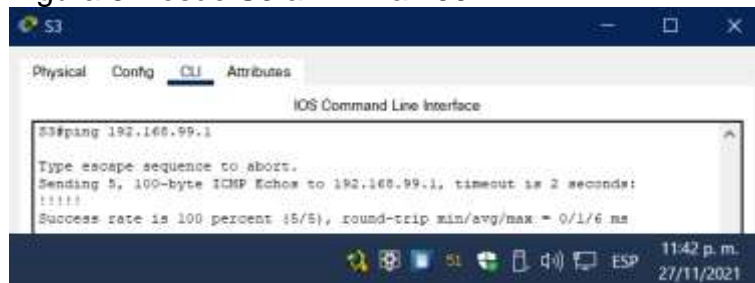 S3
Physical Config CLI Attributes
IOS Command Line Interface
S3#ping 192.168.99.1
Type escape sequence to abort.
Sending 5, 100-byte ICMP Echos to 192.168.99.1, timeout is 2 seconds:
!!!!!
Success rate is 100 percent (5/5), round-trip min/avg/max = 0/1/6 ms
51 ESP 11:42 p. m.
27/11/2021